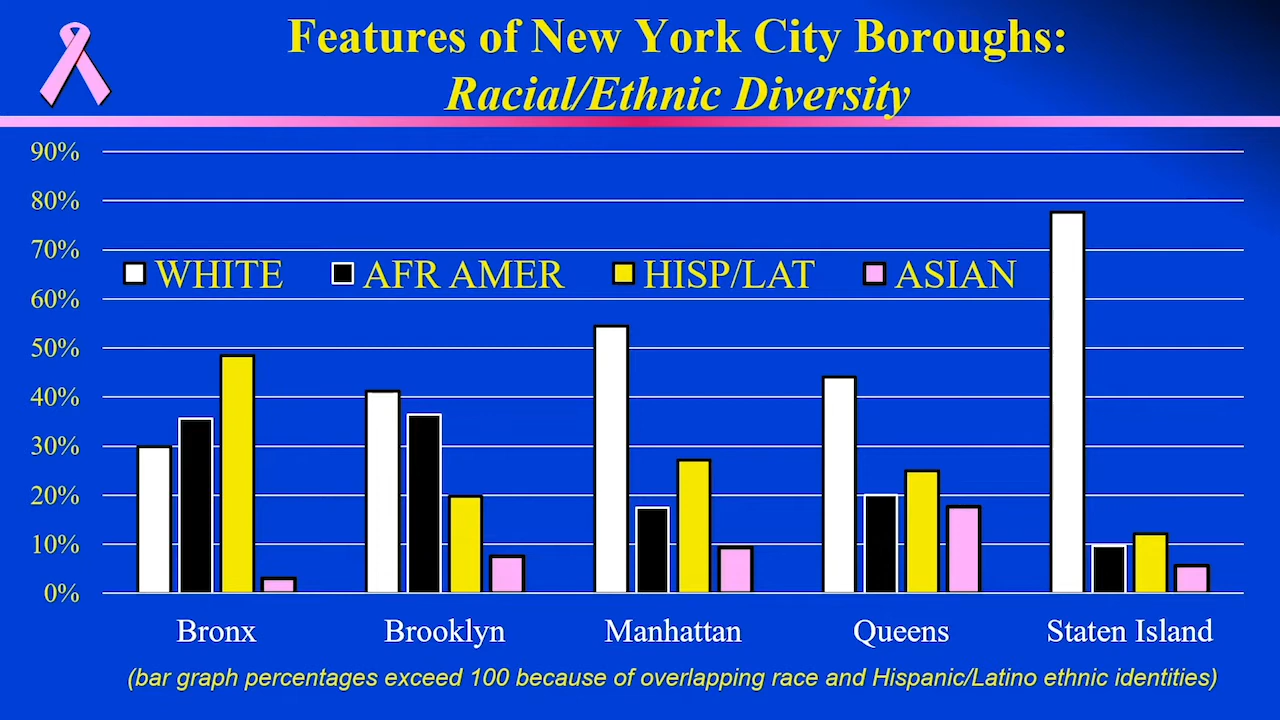 Features of New York City Boroughs:
Racial/Ethnic Diversity
90%
80%
70%
WHITE AFR AMER HISP/LAT ASIAN
60%
50%
40%
30%
20%
10%
0%
Bronx Brooklyn Manhattan Queens Staten Island
(bar graph percentages exceed 100 because of overlapping race and Hispanic/Latino ethnic identities)